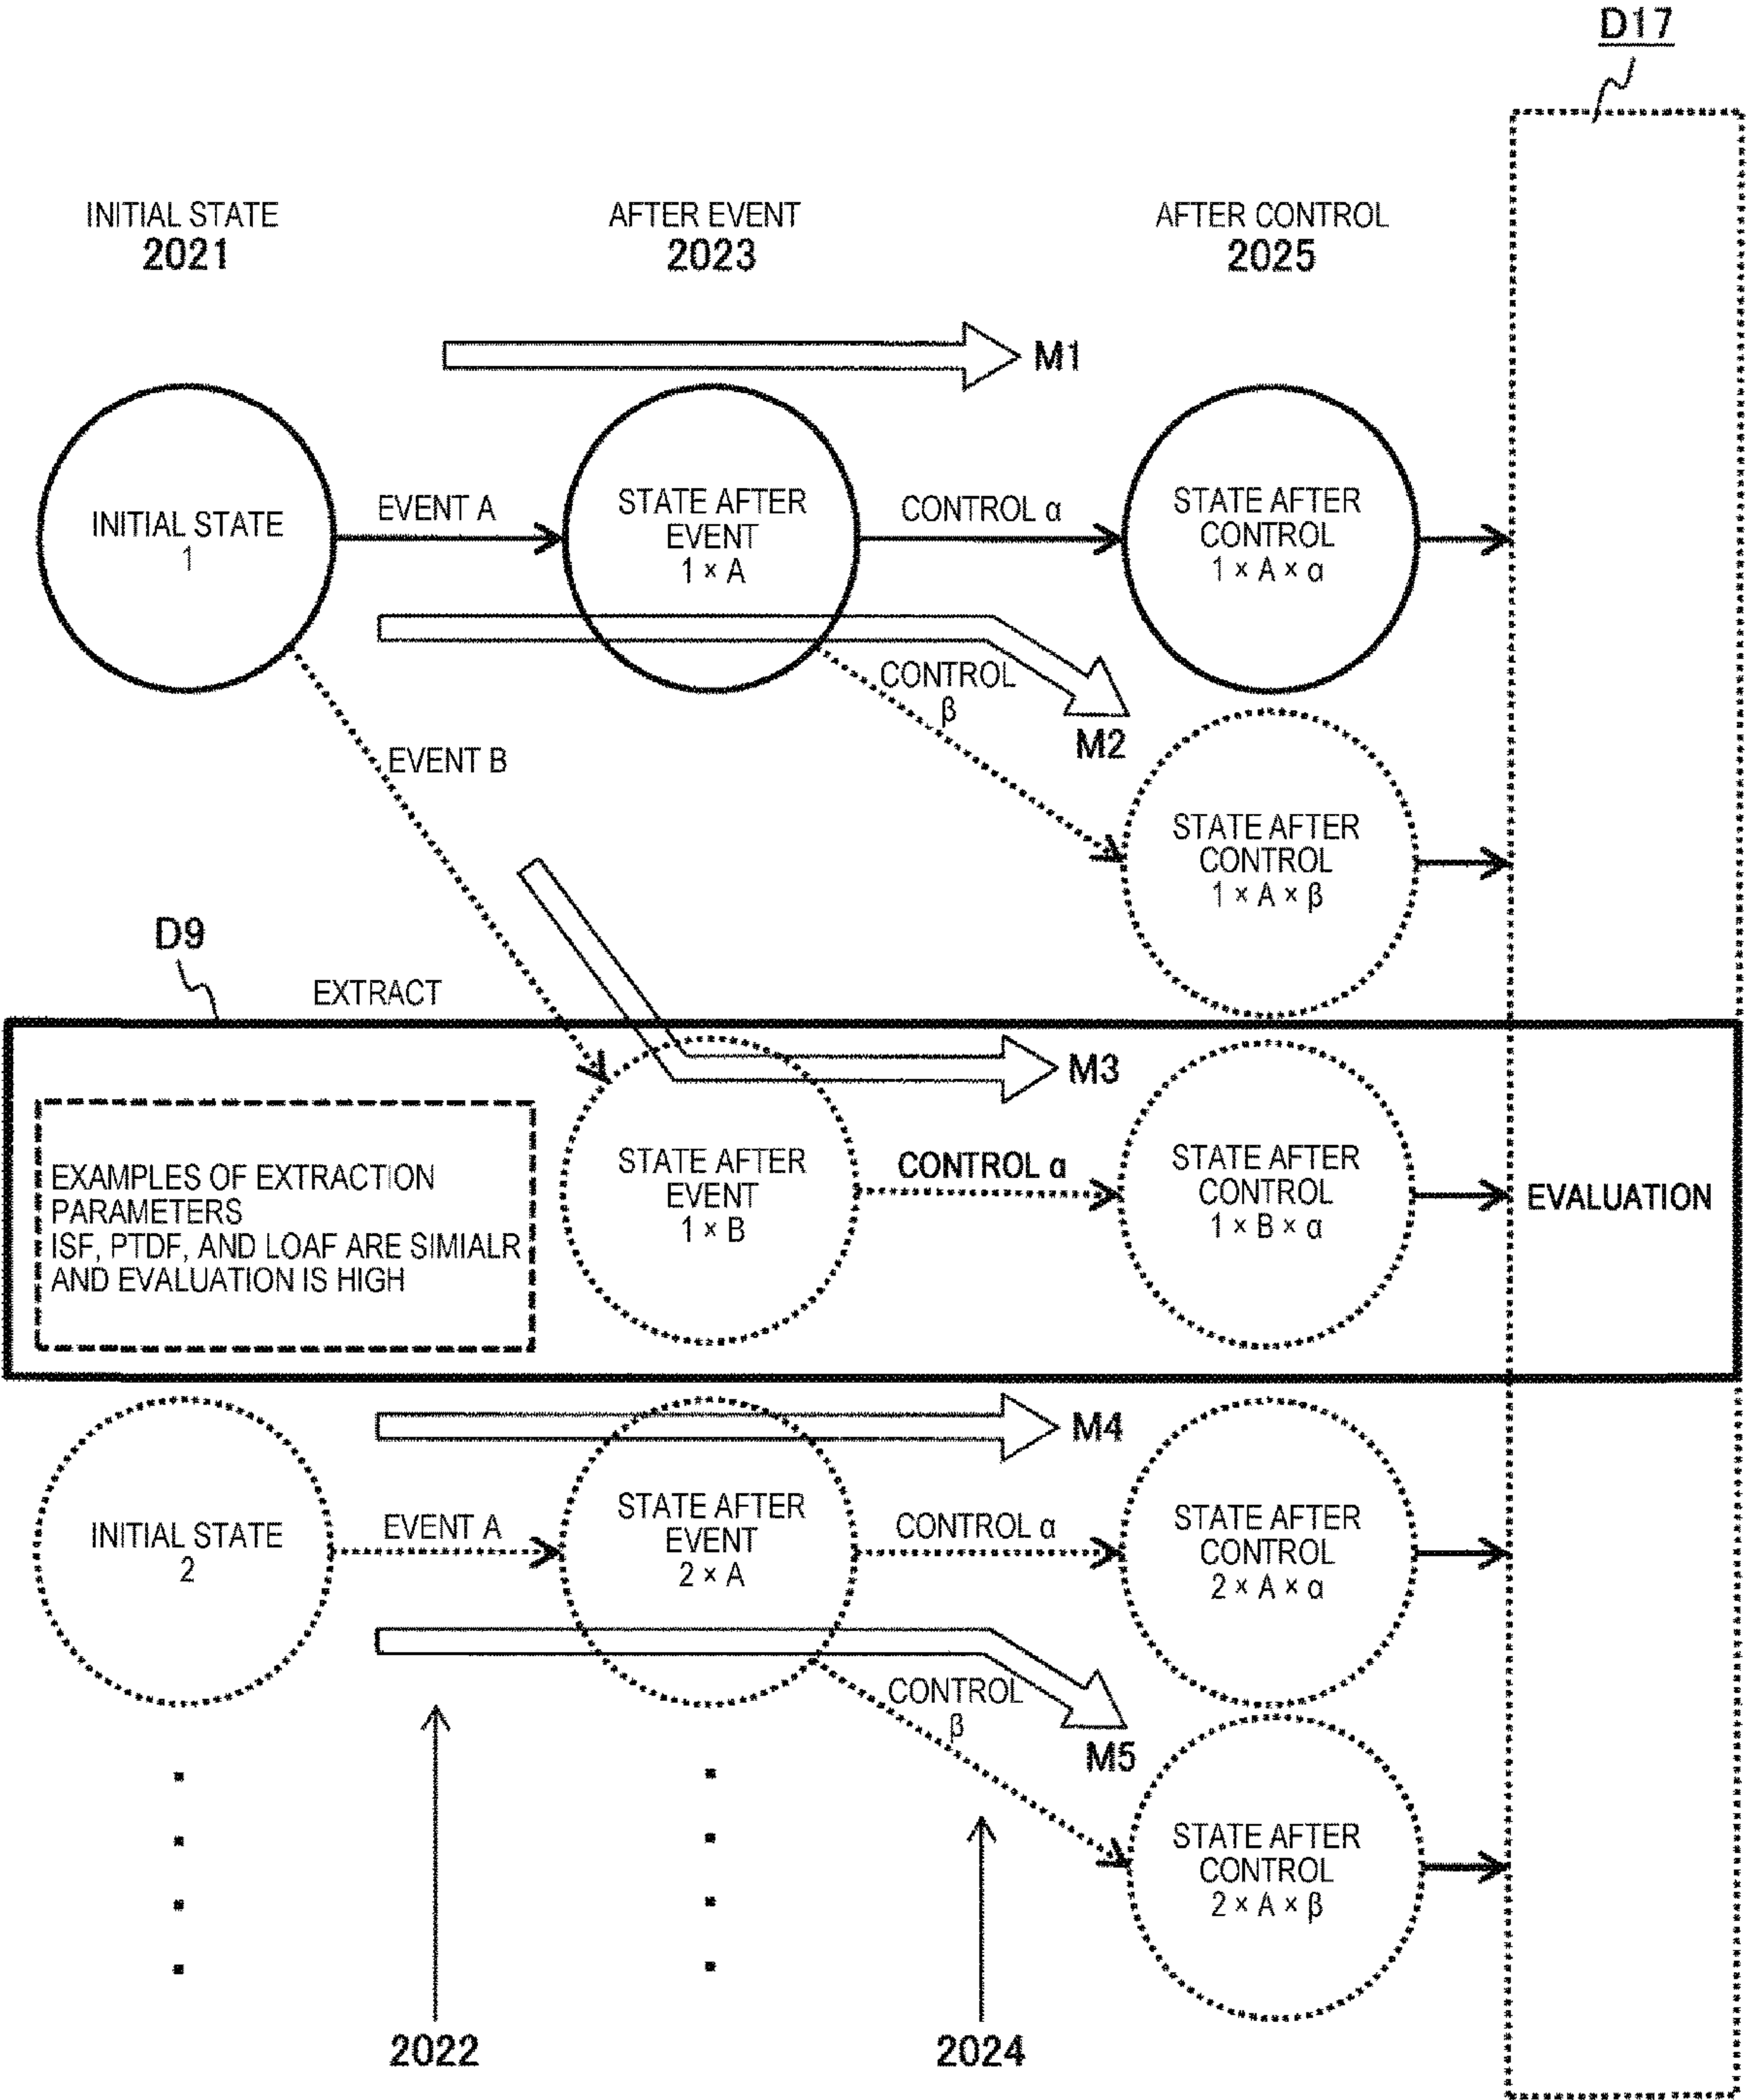 D17
INITIAL STATE
2021
AFTER EVENT
2023
AFTER CONTROL
2025
M1
INITIAL STATE
1
EVENT A
STATE AFTER
EVENT
1 × A
CONTROL α
STATE AFTER
CONTROL
1 × A × α
CONTROL
β
M2
EVENT B
STATE AFTER
CONTROL
1 × A × β
D9
EXTRACT
M3
EXAMPLES OF EXTRACTION
PARAMETERS
ISF, PTDF, AND LOAF ARE SIMIALR
AND EVALUATION IS HIGH
STATE AFTER
EVENT
1 × B
CONTROL α
STATE AFTER
CONTROL
1 × B × α
EVALUATION
M4
INITIAL STATE
2
EVENT A
STATE AFTER
EVENT
2 × A
CONTROL α
STATE AFTER
CONTROL
2 × A × α
CONTROL
β
M5
STATE AFTER
CONTROL
2 × A × β
2022
2024